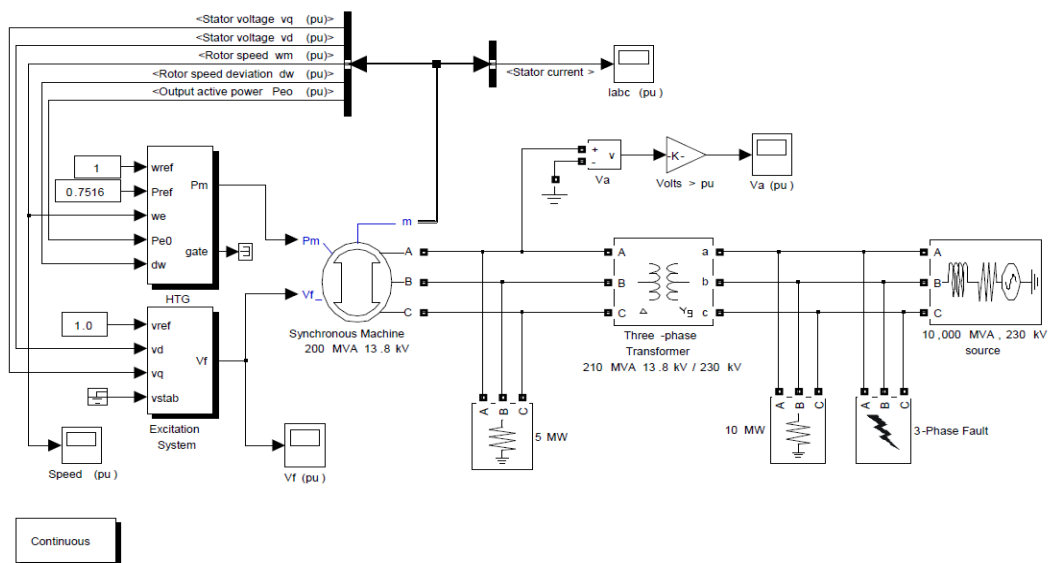 <Stator voltage vq (pu)>
<Stator voltage vd (pu)>
<Rotor speed wm (pu)>
<Rotor speed deviation dw (pu)>
<Output active power Peo (pu)>
<Stator current >
Iabc (pu )
+
-
v
Va
-K-
Volts > pu
Va (pu )
1
0.7516
wref
Pref
we
Pe0
dw
Pm
gate
HTG
1.0
vref
vd
vq
vstab
Vf
Excitation
System
Speed (pu )
Vf (pu )
m
Pm
Vf_
A
B
C
Synchronous Machine
200 MVA 13.8 kV
A
B
C
a
b
c
Δ
Yg
Three -phase
Transformer
210 MVA 13.8 kV / 230 kV
A
B
C
10 ,000 MVA , 230 kV
source
A B C
5 MW
A B C
10 MW
A B C
3-Phase Fault
Continuous